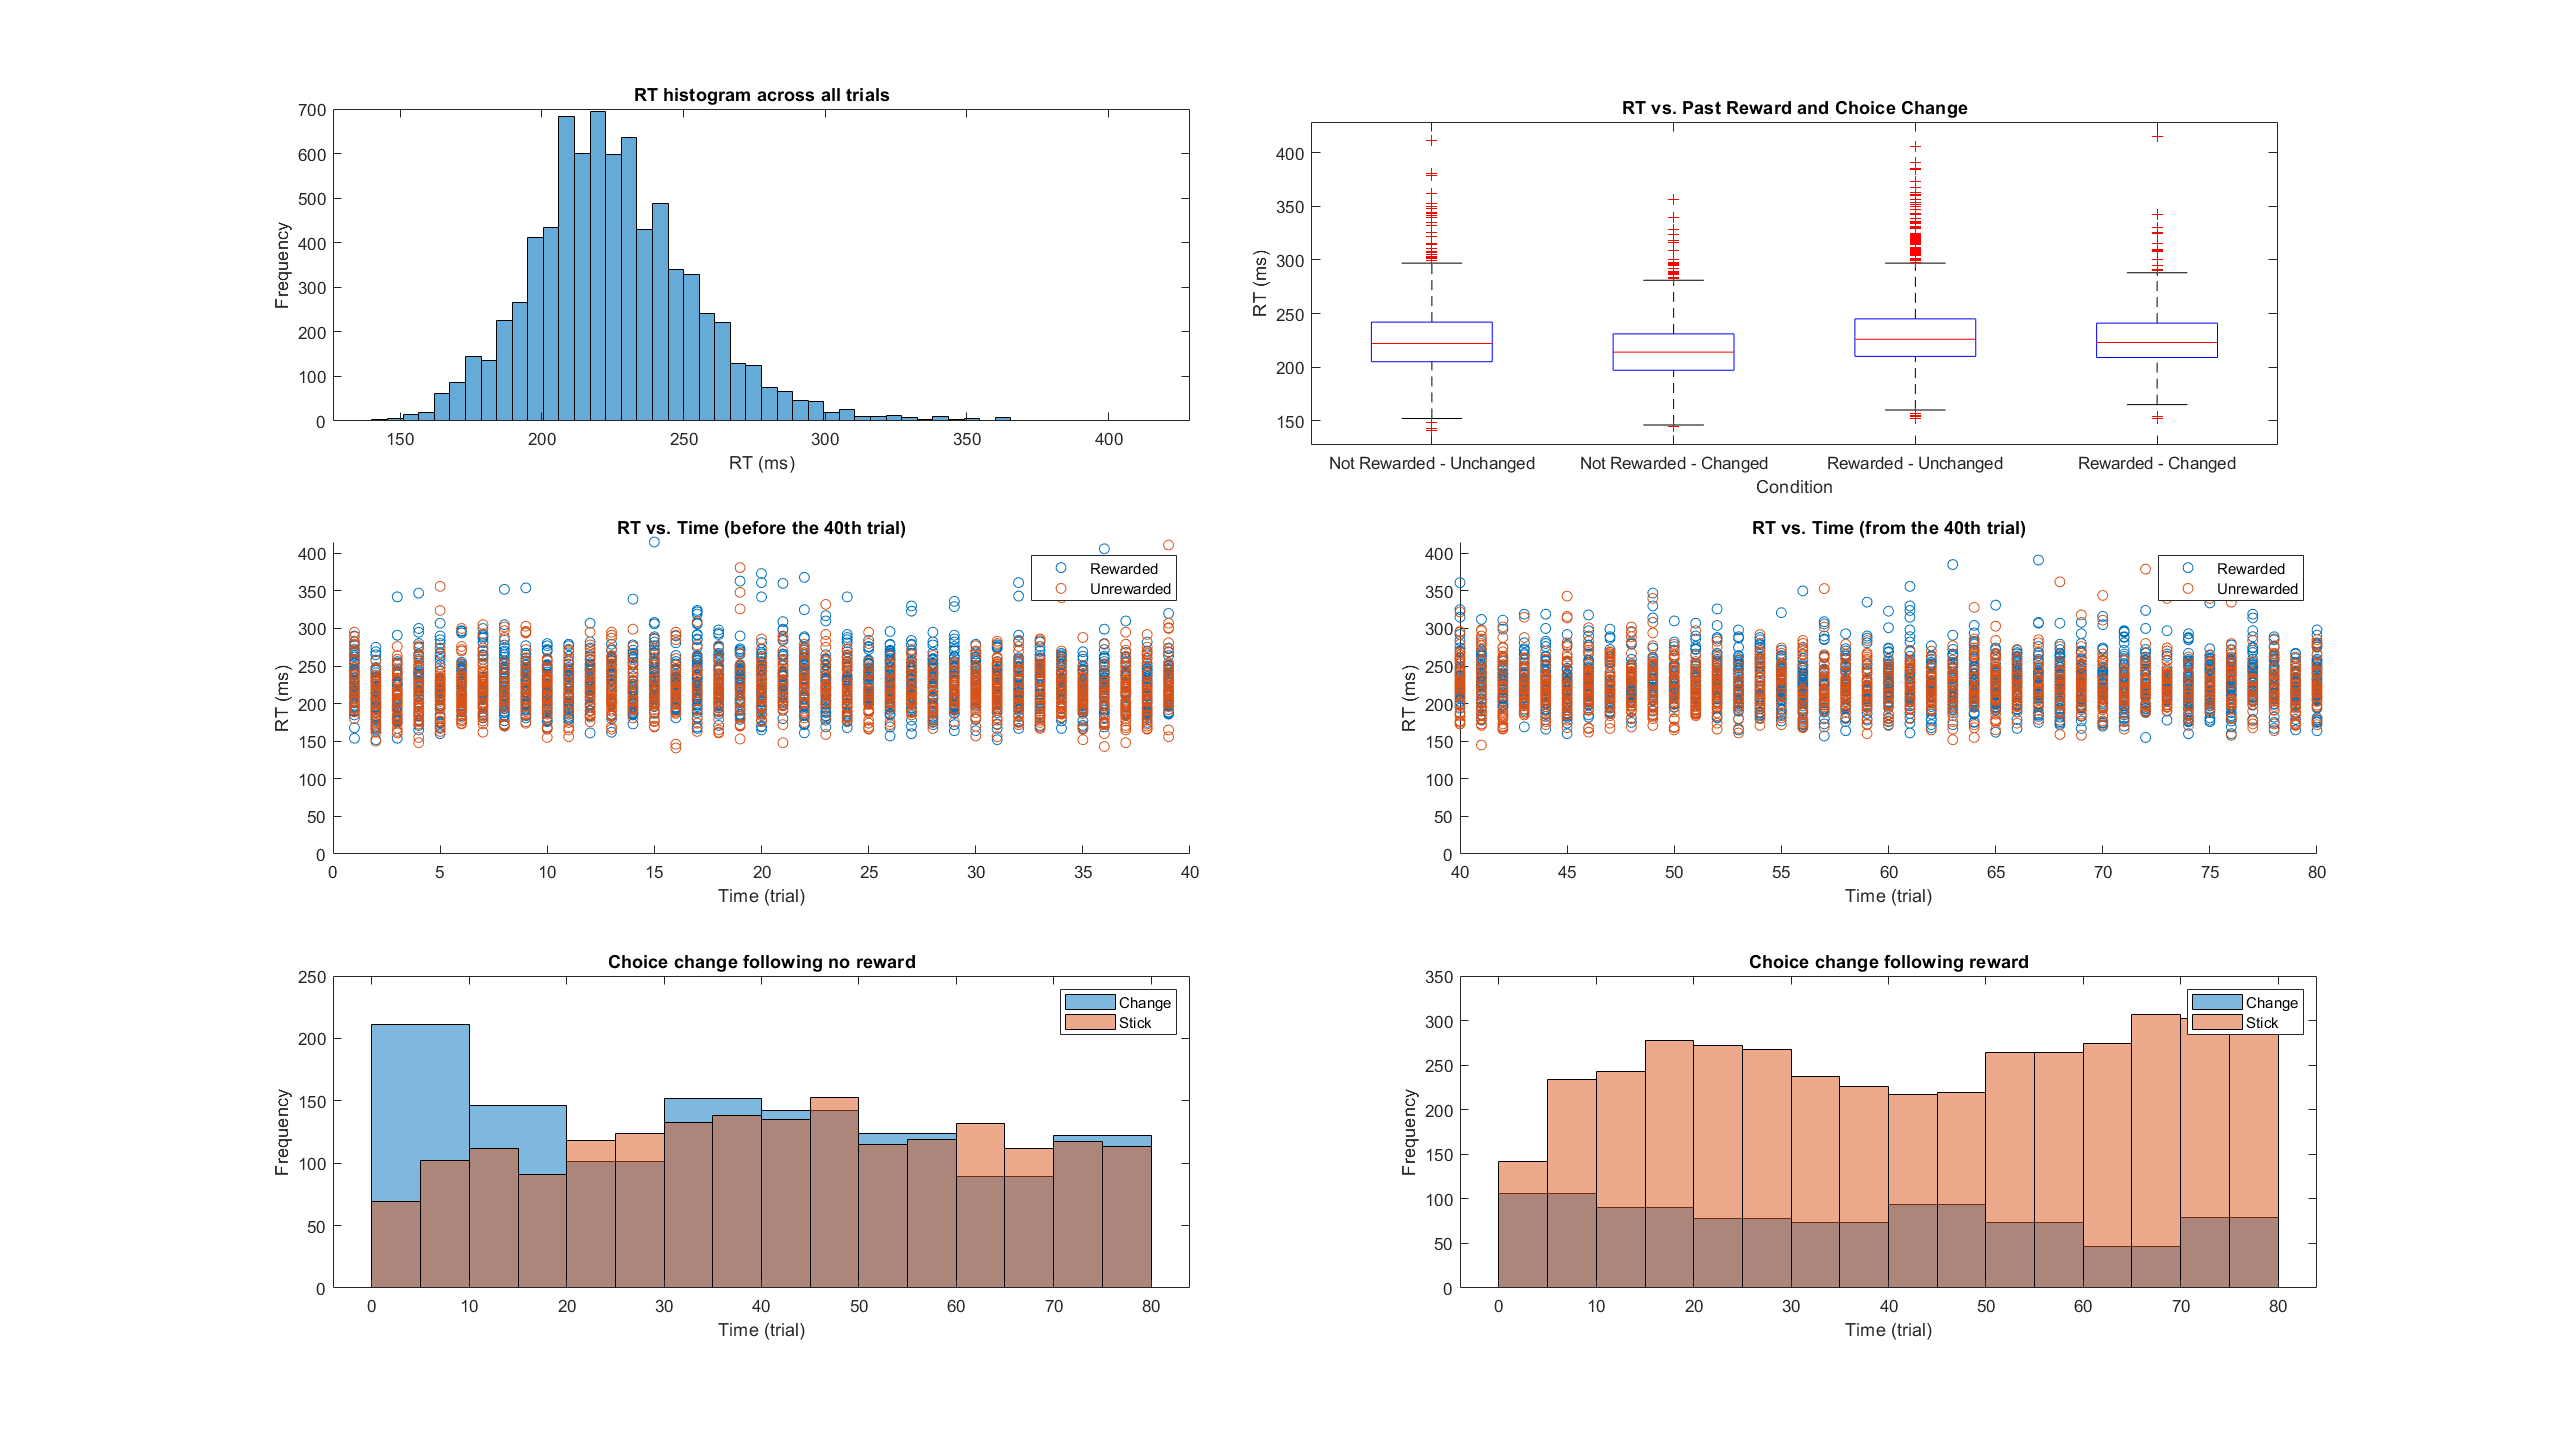 RT histogram across all trials
700
600
500
400
300
200
100
0
Frequency
150 200 250 300 350 400
RT (ms)
RT vs. Past Reward and Choice Change
400
350
300
250
200
150
RT (ms)
Not Rewarded - Unchanged Not Rewarded - Changed Rewarded - Unchanged Rewarded - Changed
Condition
RT vs. Time (before the 40th trial)
400
350
300
250
200
150
100
50
0
RT (ms)
Rewarded
Unrewarded
0 5 10 15 20 25 30 35 40
Time (trial)
RT vs. Time (from the 40th trial)
400
350
300
250
200
150
100
50
0
RT (ms)
Rewarded
Unrewarded
40 45 50 55 60 65 70 75 80
Time (trial)
Choice change following no reward
250
200
150
100
50
0
Frequency
Change
Stick
0 10 20 30 40 50 60 70 80
Time (trial)
Choice change following reward
350
300
250
200
150
100
50
0
Frequency
Change
Stick
0 10 20 30 40 50 60 70 80
Time (trial)